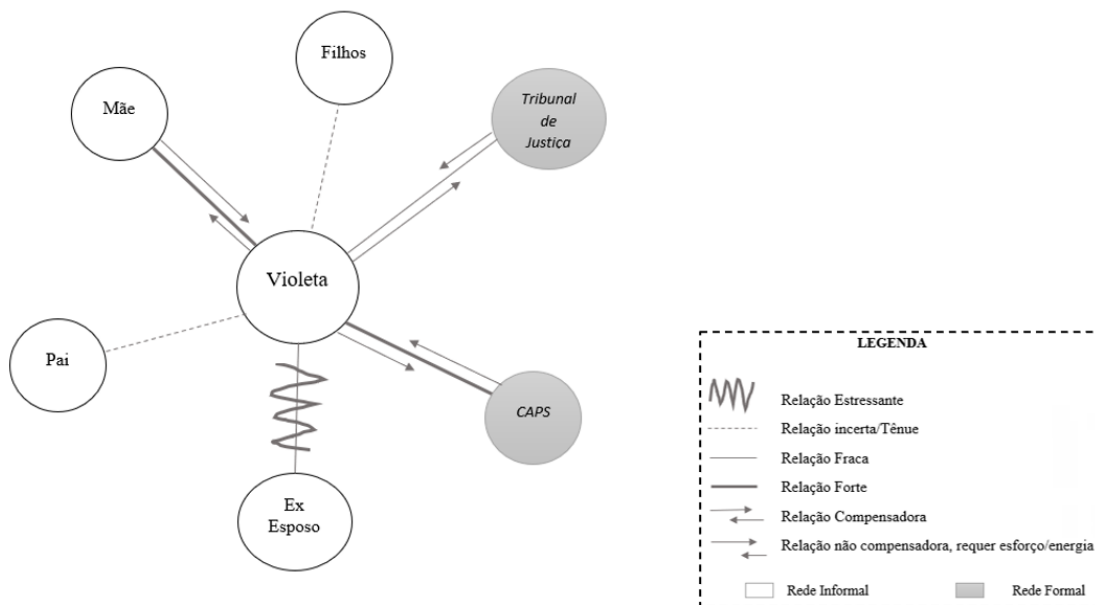 Filhos
Mãe
Tribunal
de
Justiça
Violeta
Pai
CAPS
Ex
Esposo
LEGENDA
Relação Estressante
Relação incerta/Tênue
Relação Fraca
Relação Forte
Relação Compensadora
Relação não compensadora, requer esforço/energia
Rede Informal Rede Formal